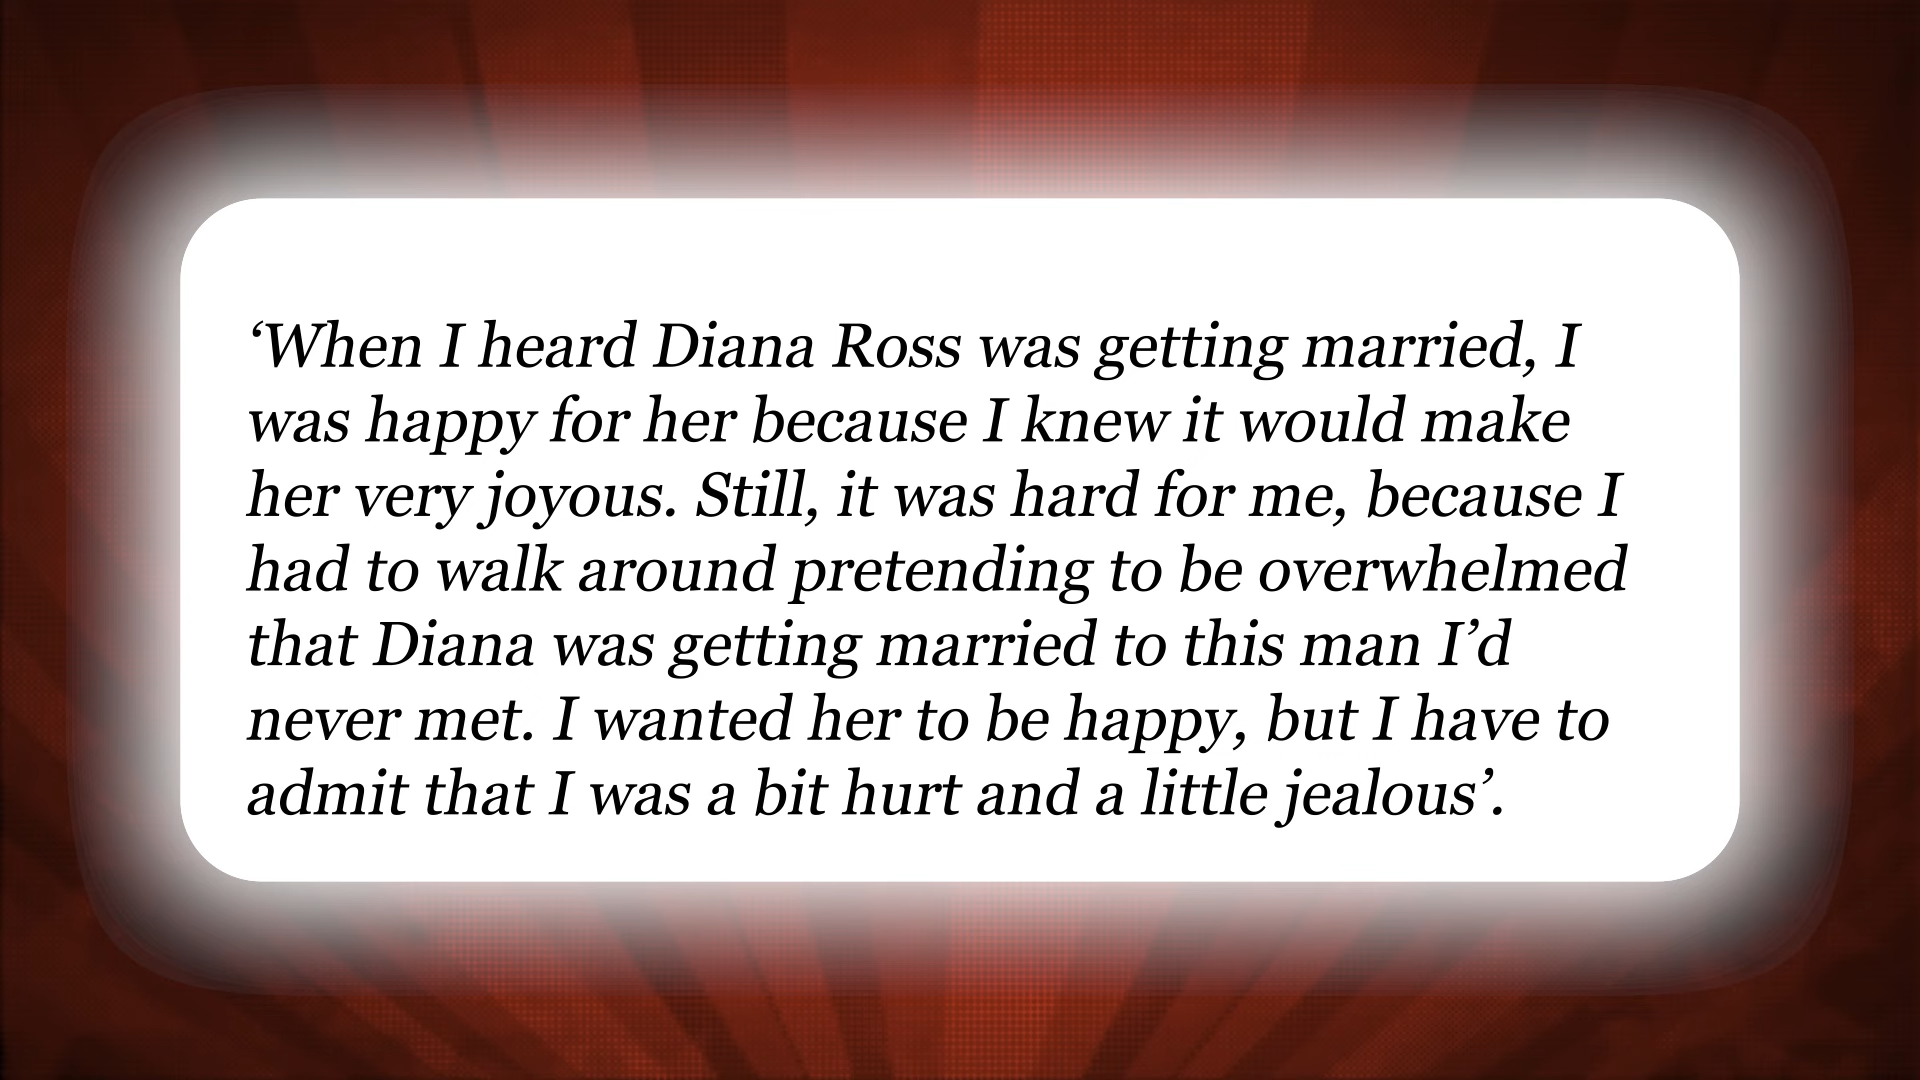 ‘When I heard Diana Ross was getting married, I
was happy for her because I knew it would make
her very joyous. Still, it was hard for me, because I
had to walk around pretending to be overwhelmed
that Diana was getting married to this man I’d
never met. I wanted her to be happy, but I have to
admit that I was a bit hurt and a little jealous’.